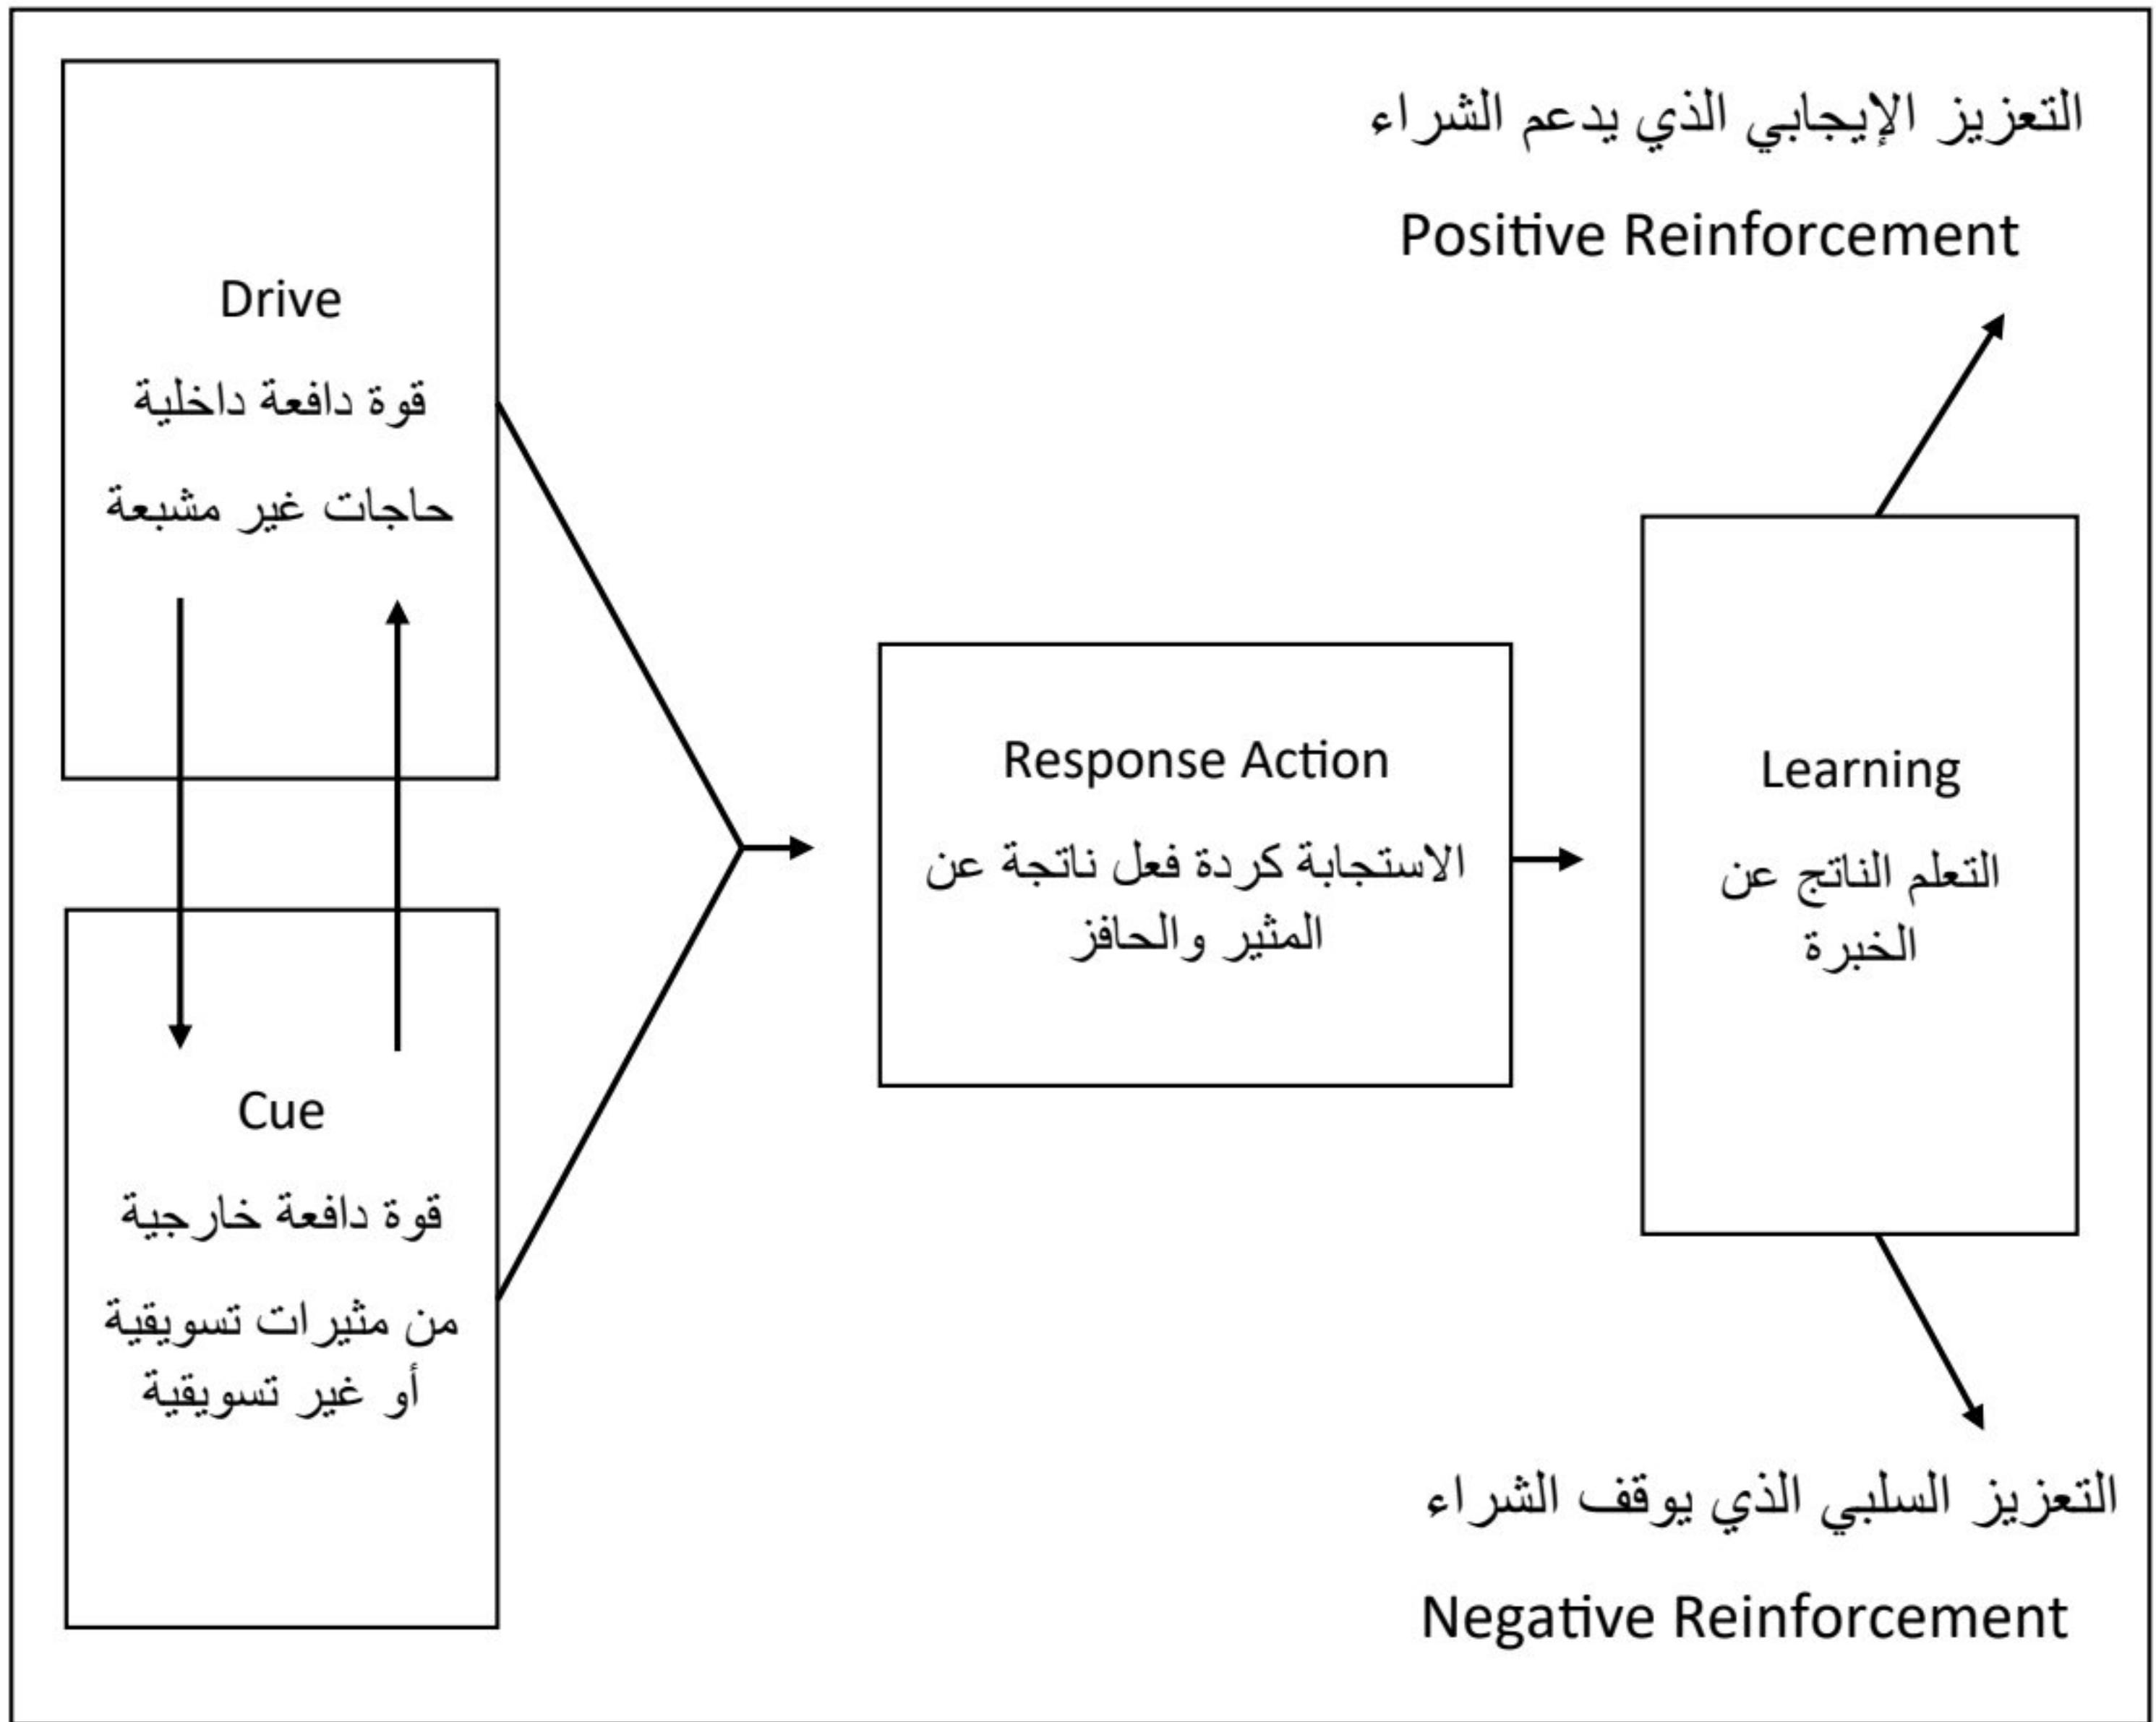 Drive
قوة دافعة داخلية
حاجات غير مشبعة
Cue
قوة دافعة خارجية
من مثيرات تسويقية
أو غير تسويقية
Response Action
الاستجابة كردة فعل ناتجة عن
المثير والحافز
Learning
التعلم الناتج عن
الخبرة
التعزيز الإيجابي الذي يدعم الشراء
Positive Reinforcement
التعزيز السلبي الذي يوقف الشراء
Negative Reinforcement